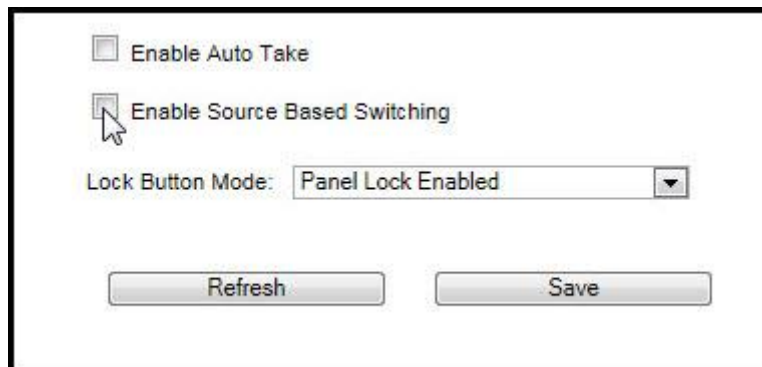 Enable Auto Take
Enable Source Based Switching
Lock Button Mode: Panel Lock Enabled
Refresh Save